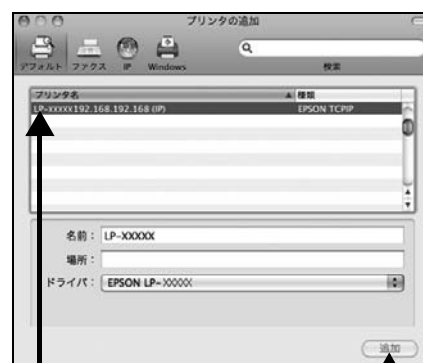 プリンタの追加
デフォルト ファクス IP Windows 検索
プリンタ名 種類
LP-xxxxx192.168.192.168 (IP) EPSON TCPIP
名前： LP-XXXXX
場所：
ドライバ： EPSON LP-XXXXX
追加